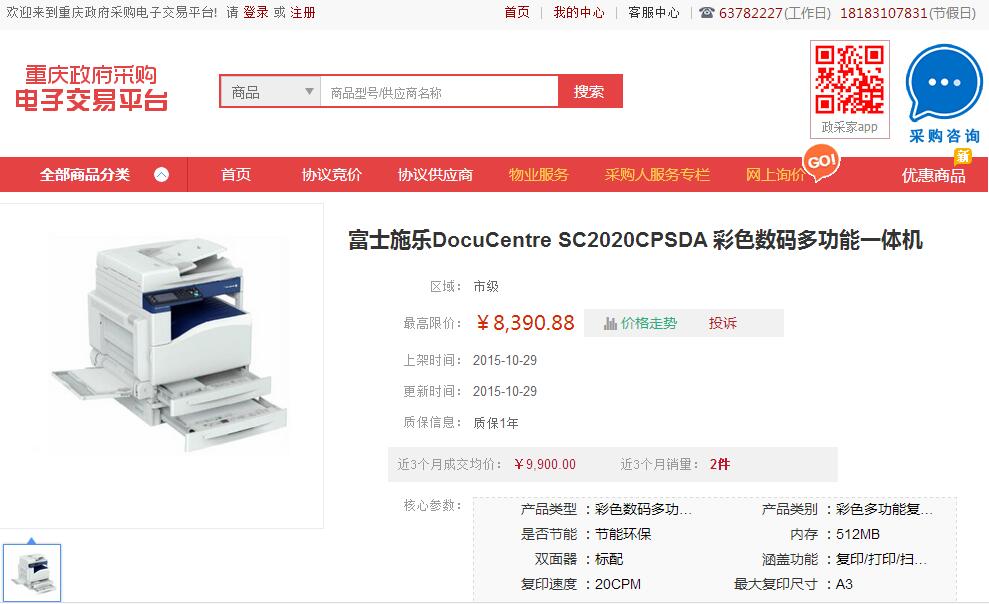 欢迎来到重庆政府采购电子交易平台! 请 登录 或 注册 首页 | 我的中心 | 客服中心 | 63782227(工作日) 18183107831(节假日)
重庆政府采购
电子交易平台
商品 商品型号/供应商名称 搜索
政采家app
采购咨询
全部商品分类 首页 协议竞价 协议供应商 物业服务 采购人服务专栏 网上询价 GO! 优惠商品 新
富士施乐DocuCentre SC2020CPSDA 彩色数码多功能一体机
区域: 市级
最高限价: ¥8,390.88 价格走势 投诉
上架时间: 2015-10-29
更新时间: 2015-10-29
质保信息: 质保1年
近3个月成交均价: ¥9,900.00 近3个月销量: 2件
核心参数:
产品类型 : 彩色数码多功... 产品类别 : 彩色多功能复...
是否节能 : 节能环保 内存 : 512MB
双面器 : 标配 涵盖功能 : 复印/打印/扫...
复印速度 : 20CPM 最大复印尺寸 : A3